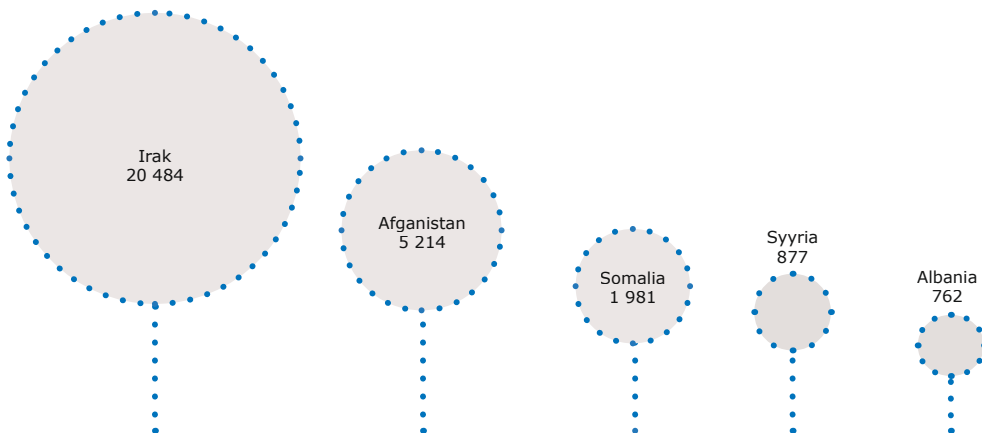 Irak
20 484
Afganistan
5 214
Somalia
1 981
Syyria
877
Albania
762